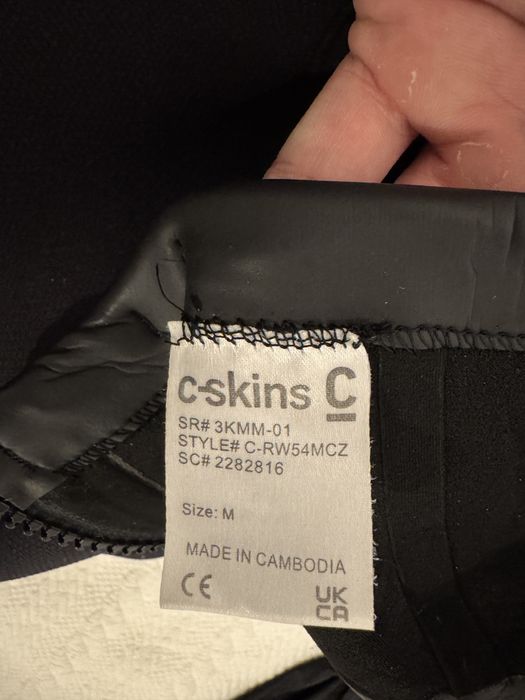 c-skins C
SR# 3KMM-01
STYLE# C-RW54MCZ
SC# 2282816
Size: M
MADE IN CAMBODIA
CE
UK
CA